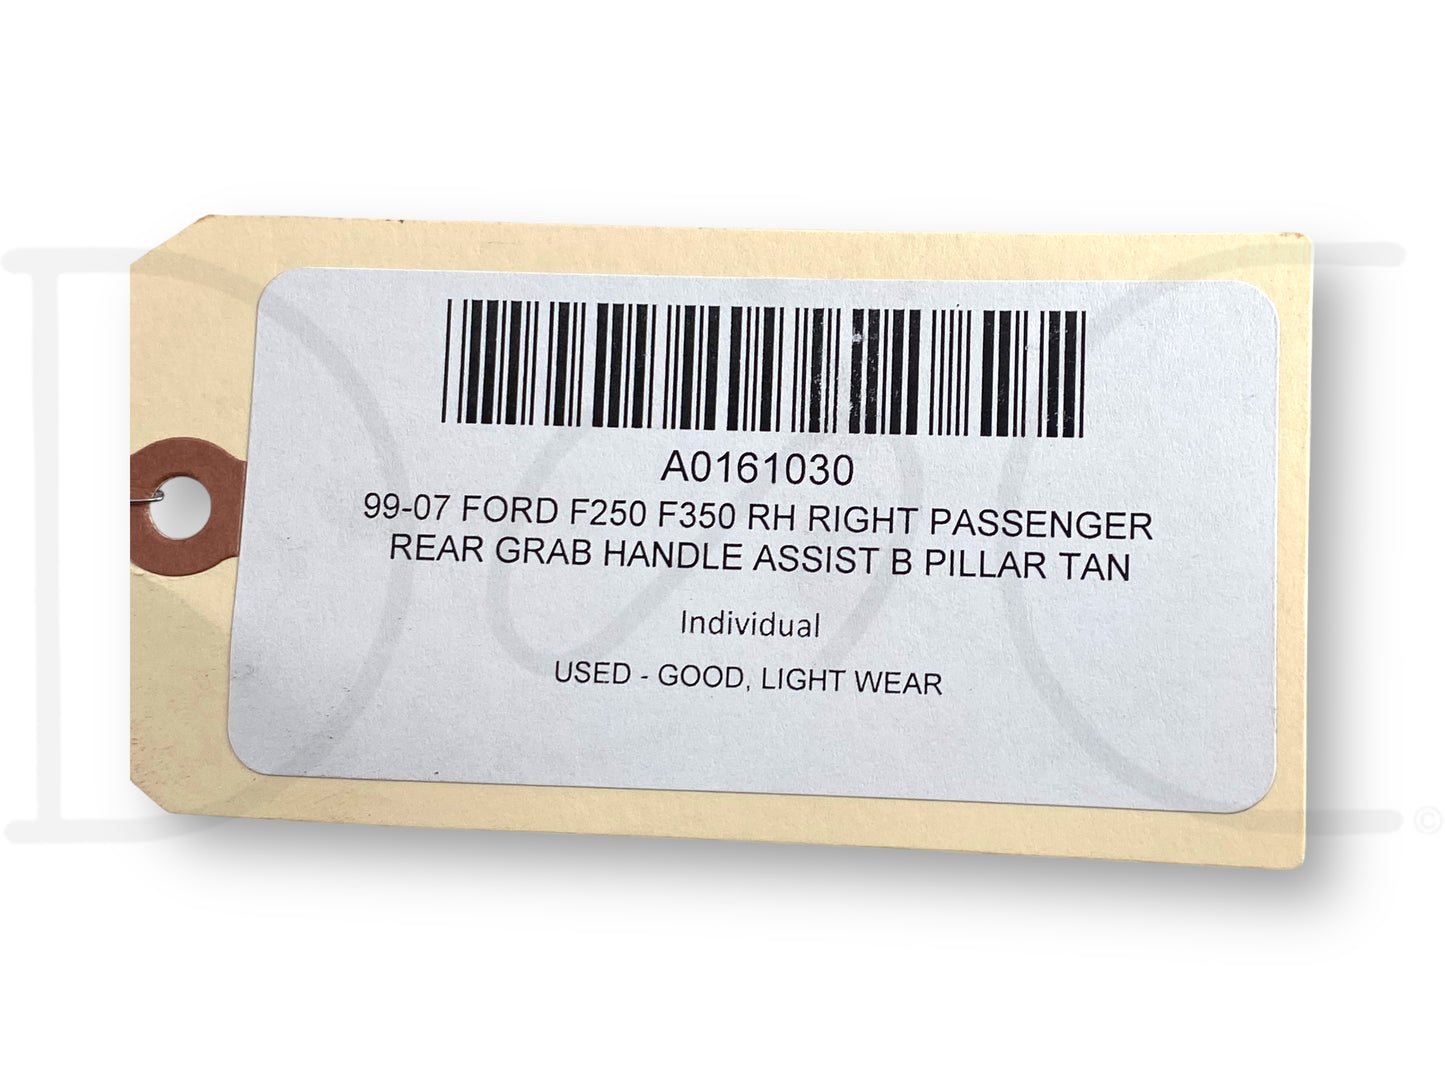 A0161030
99-07 FORD F250 F350 RH RIGHT PASSENGER
REAR GRAB HANDLE ASSIST B PILLAR TAN
Individual
USED - GOOD, LIGHT WEAR
©